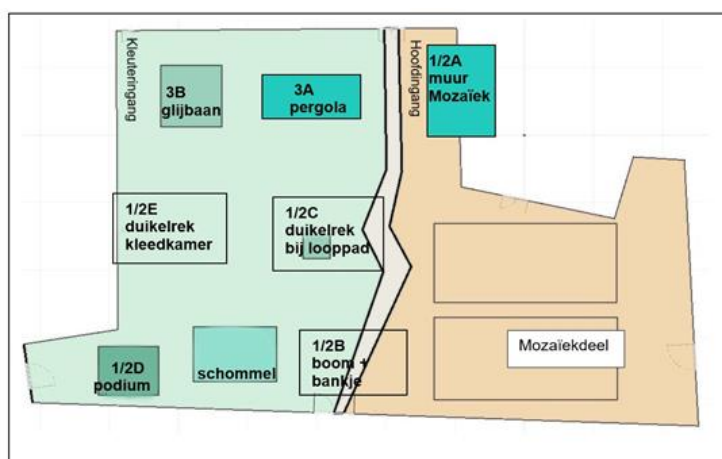 Kleuteringang
3B
glijbaan
3A
pergola
Hoofdingang
1/2A
muur
Mozaïek
1/2E
duikelrek
kleedkamer
1/2C
duikelrek
bij looppad
1/2D
podium
schommel
1/2B
boom +
bankje
Mozaïekdeel